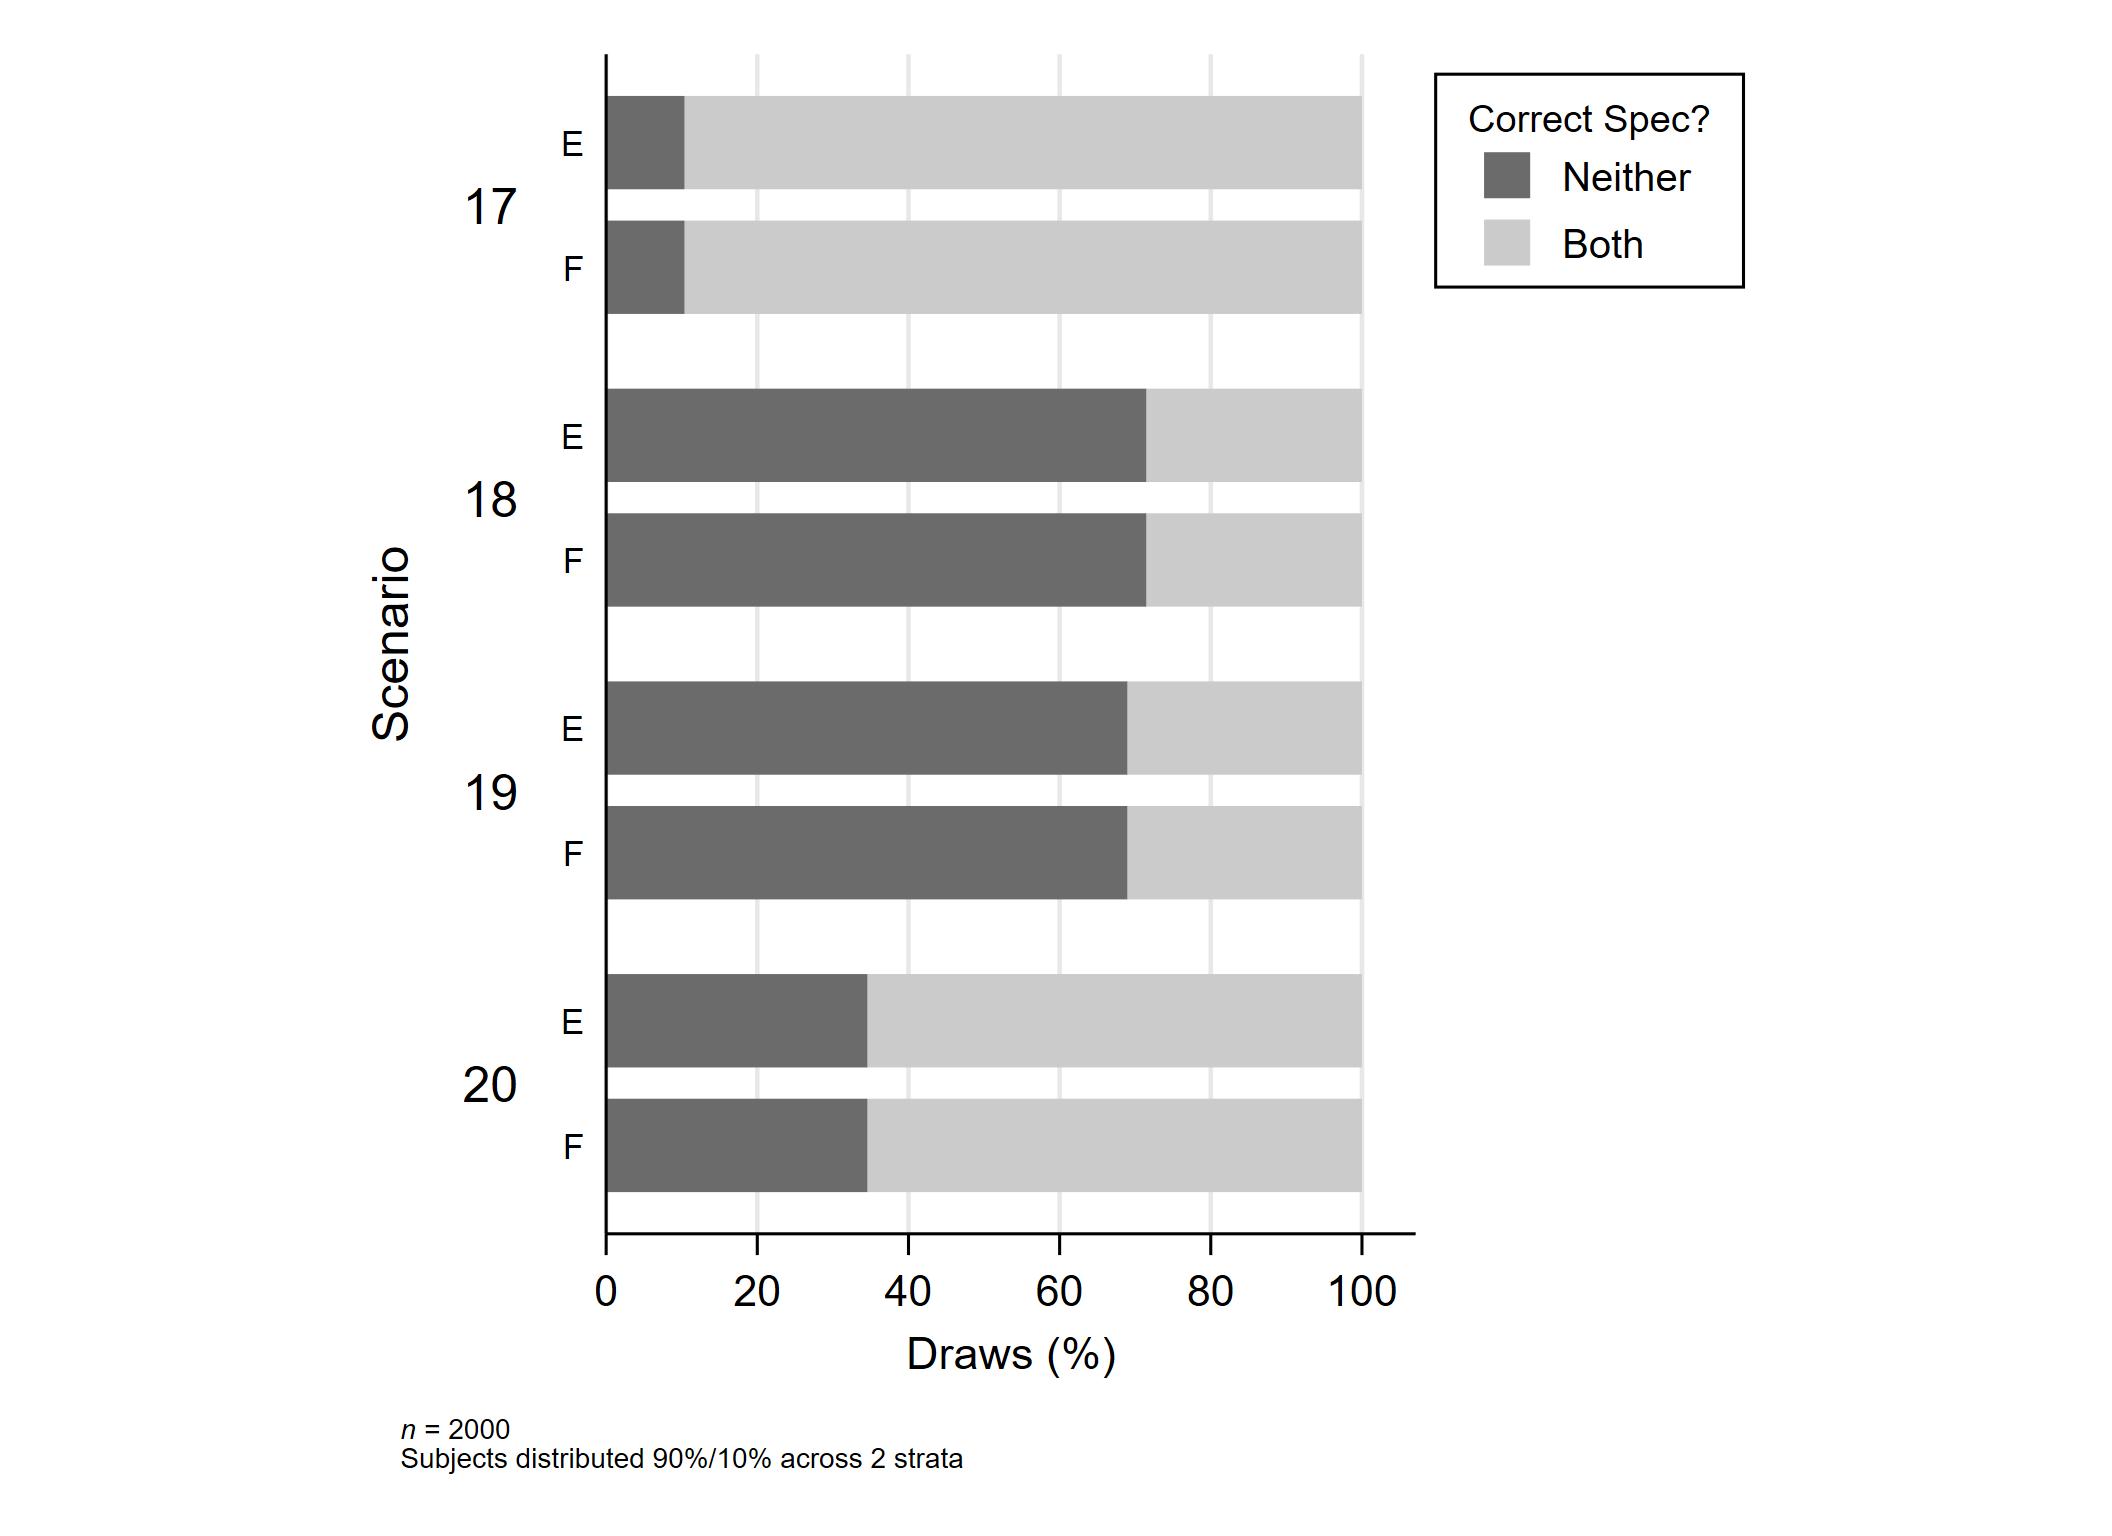 Correct Spec?
Neither
Both
Scenario
17
E
F
18
E
F
19
E
F
20
E
F
0 20 40 60 80 100
Draws (%)
n = 2000
Subjects distributed 90%/10% across 2 strata